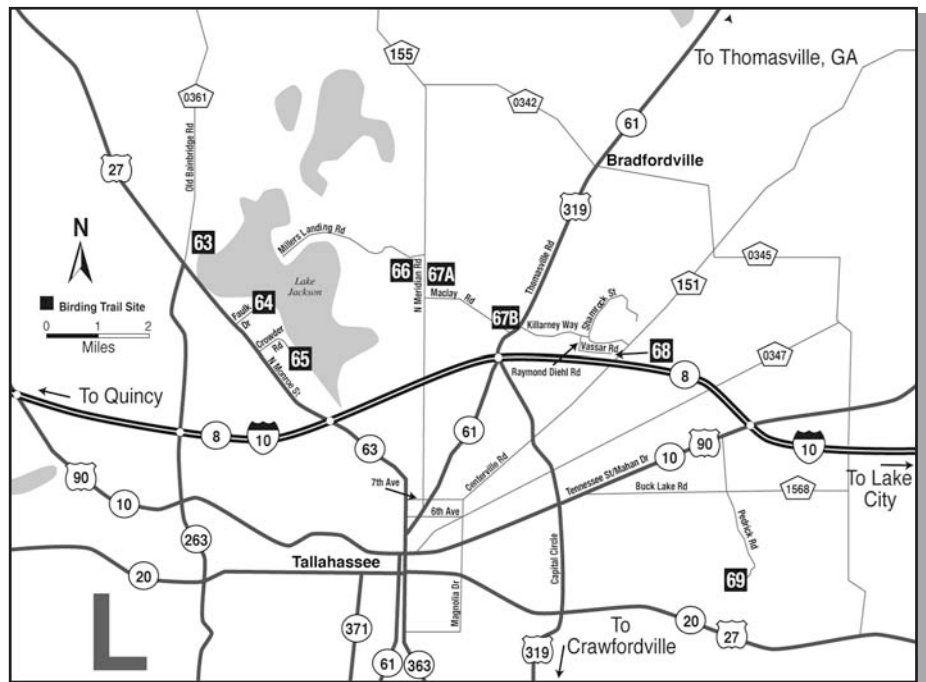 155
To Thomasville, GA
0361
0342
61
27
Bradfordville
Old Bainbridge Rd
319
N
63
Millers Landing Rd
66
67A
N Meridian Rd
Maclay Rd
Thomasville Rd
0345
151
Birding Trail Site
0 1 2
Miles
64
Lake
Jackson
Faulk
Dr
Crowder
Rd
65
N Monroe St
67B
Killarney Way
Shamrock St
Vassar Rd
68
Raymond Diehl Rd
0347
To Quincy
8
8
10
63
61
90
10
10
To Lake
City
90
10
7th Ave
6th Ave
Centerville Rd
Tennessee St/Mahan Dr
Buck Lake Rd
1568
Pedrick Rd
263
Tallahassee
20
Magnolia Dr
Capital Circle
69
371
20
27
L
61
363
319
To
Crawfordville